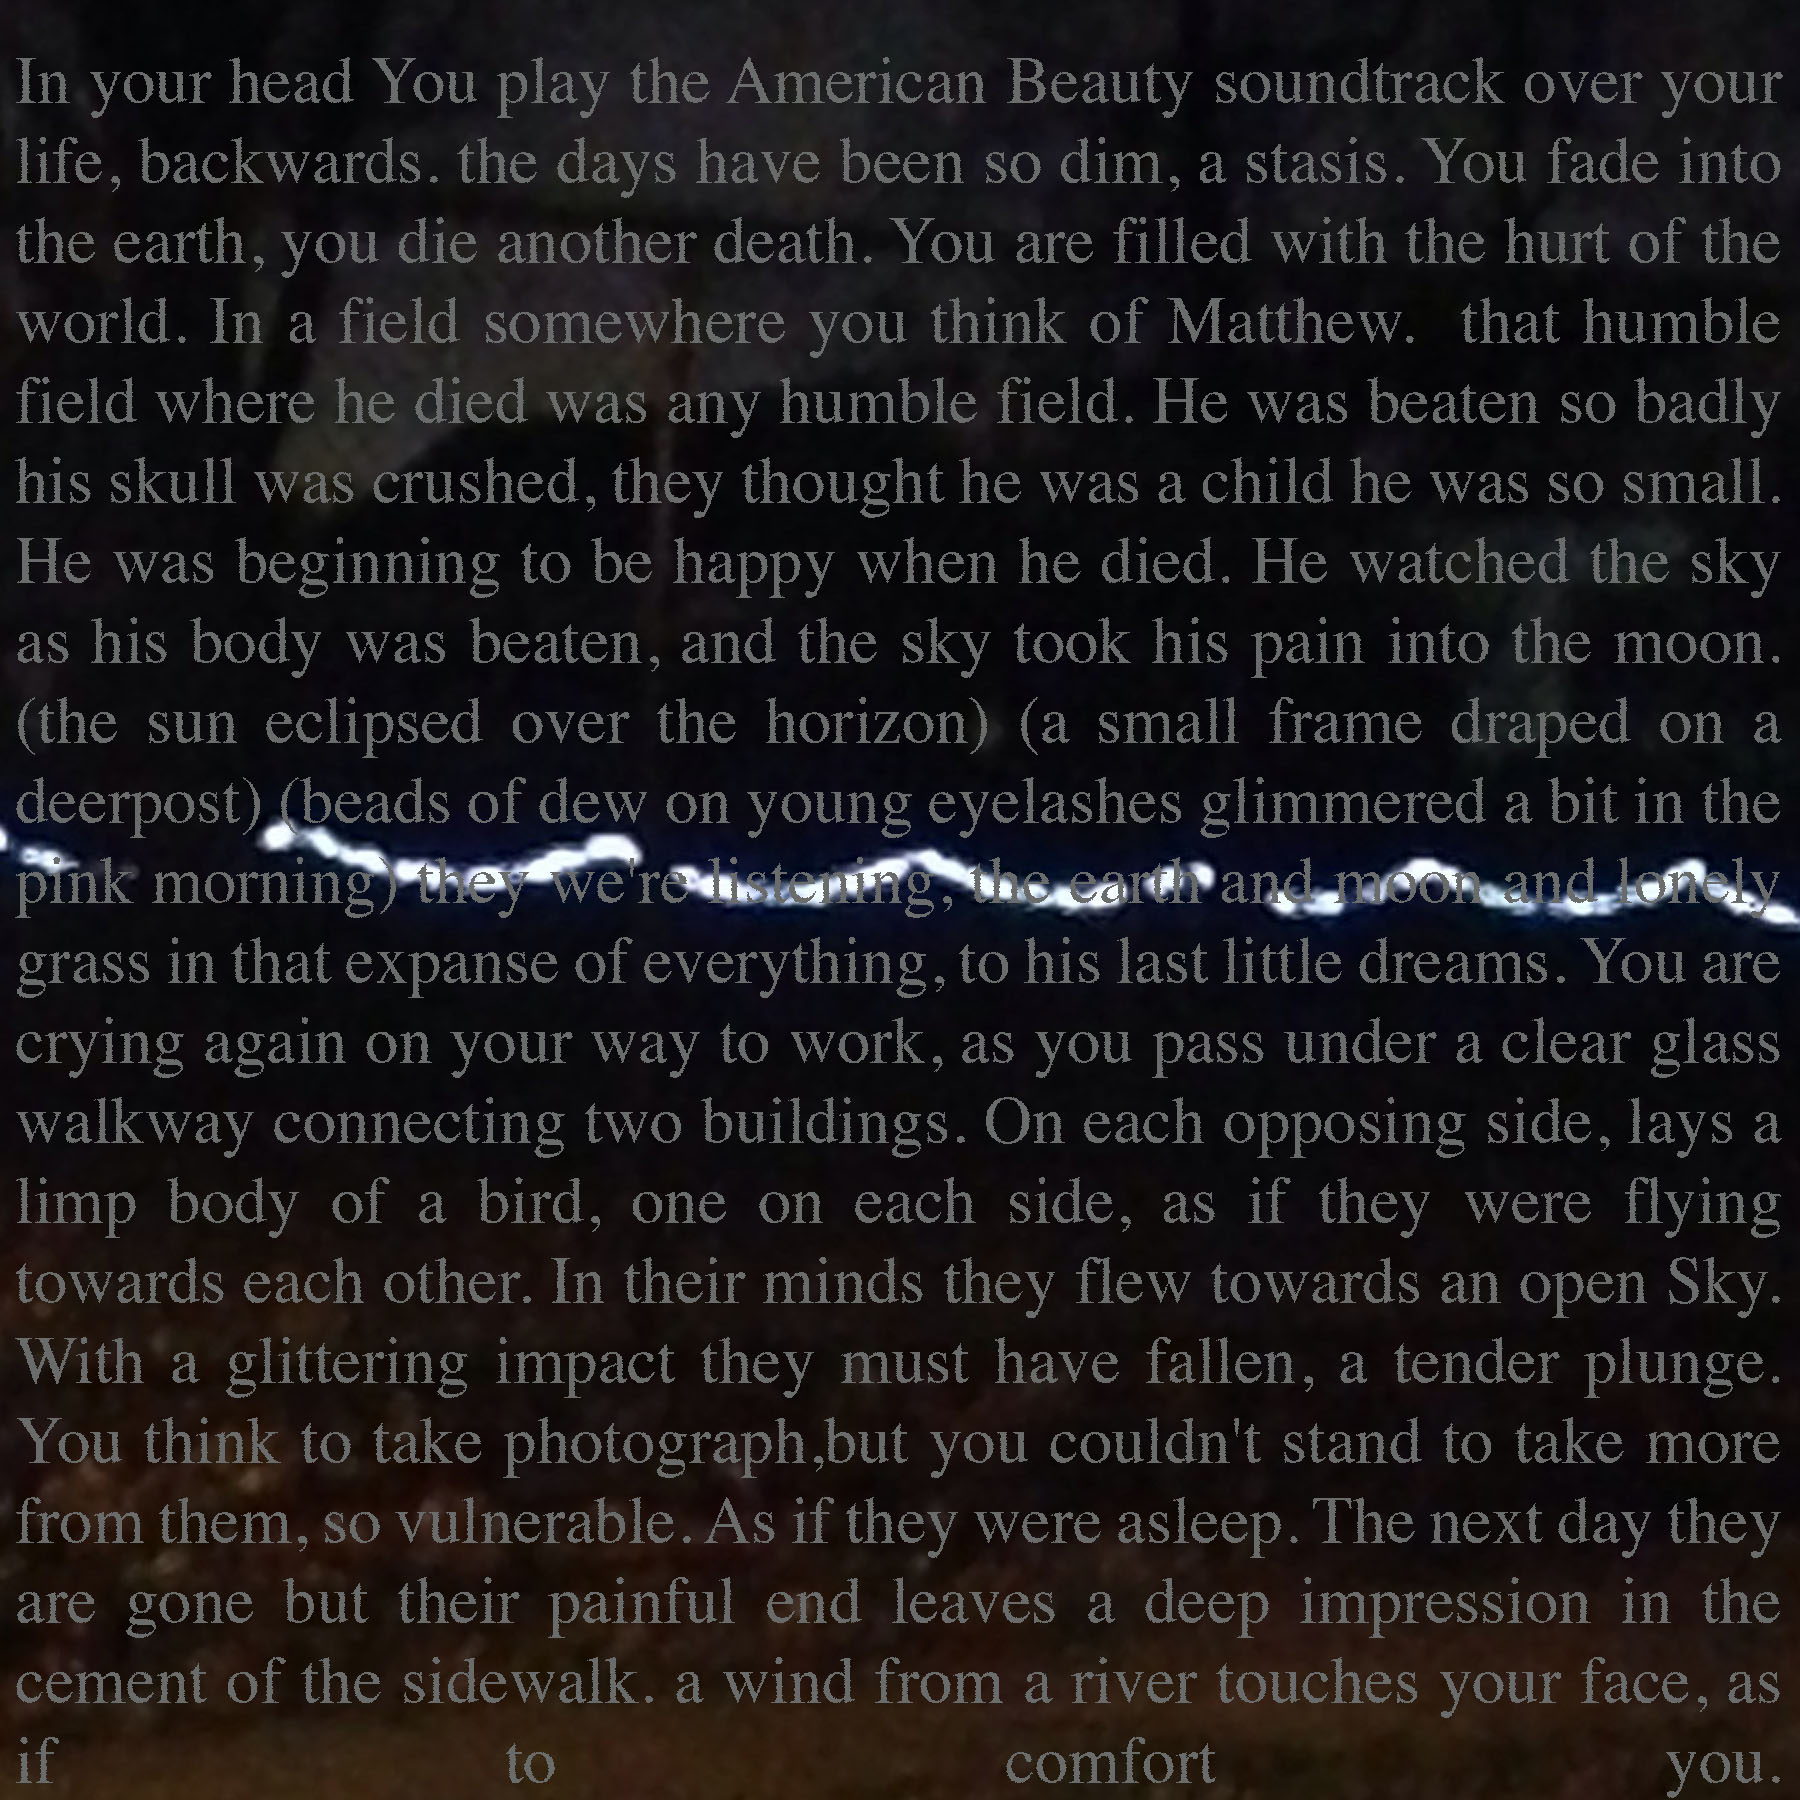 In your head You play the American Beauty soundtrack over your
life, backwards. the days have been so dim, a stasis. You fade into
the earth, you die another death. You are filled with the hurt of the
world. In a field somewhere you think of Matthew.  that humble
field where he died was any humble field. He was beaten so badly
his skull was crushed, they thought he was a child he was so small.
He was beginning to be happy when he died. He watched the sky
as his body was beaten, and the sky took his pain into the moon.
(the sun eclipsed over the horizon) (a small frame draped on a
deerpost) (beads of dew on young eyelashes glimmered a bit in the
pink morning) they we're listening, the earth and moon and lonely
grass in that expanse of everything, to his last little dreams. You are
crying again on your way to work, as you pass under a clear glass
walkway connecting two buildings. On each opposing side, lays a
limp body of a bird, one on each side, as if they were flying
towards each other. In their minds they flew towards an open Sky.
With a glittering impact they must have fallen, a tender plunge.
You think to take photograph,but you couldn't stand to take more
from them, so vulnerable. As if they were asleep. The next day they
are gone but their painful end leaves a deep impression in the
cement of the sidewalk. a wind from a river touches your face, as
if to comfort you.